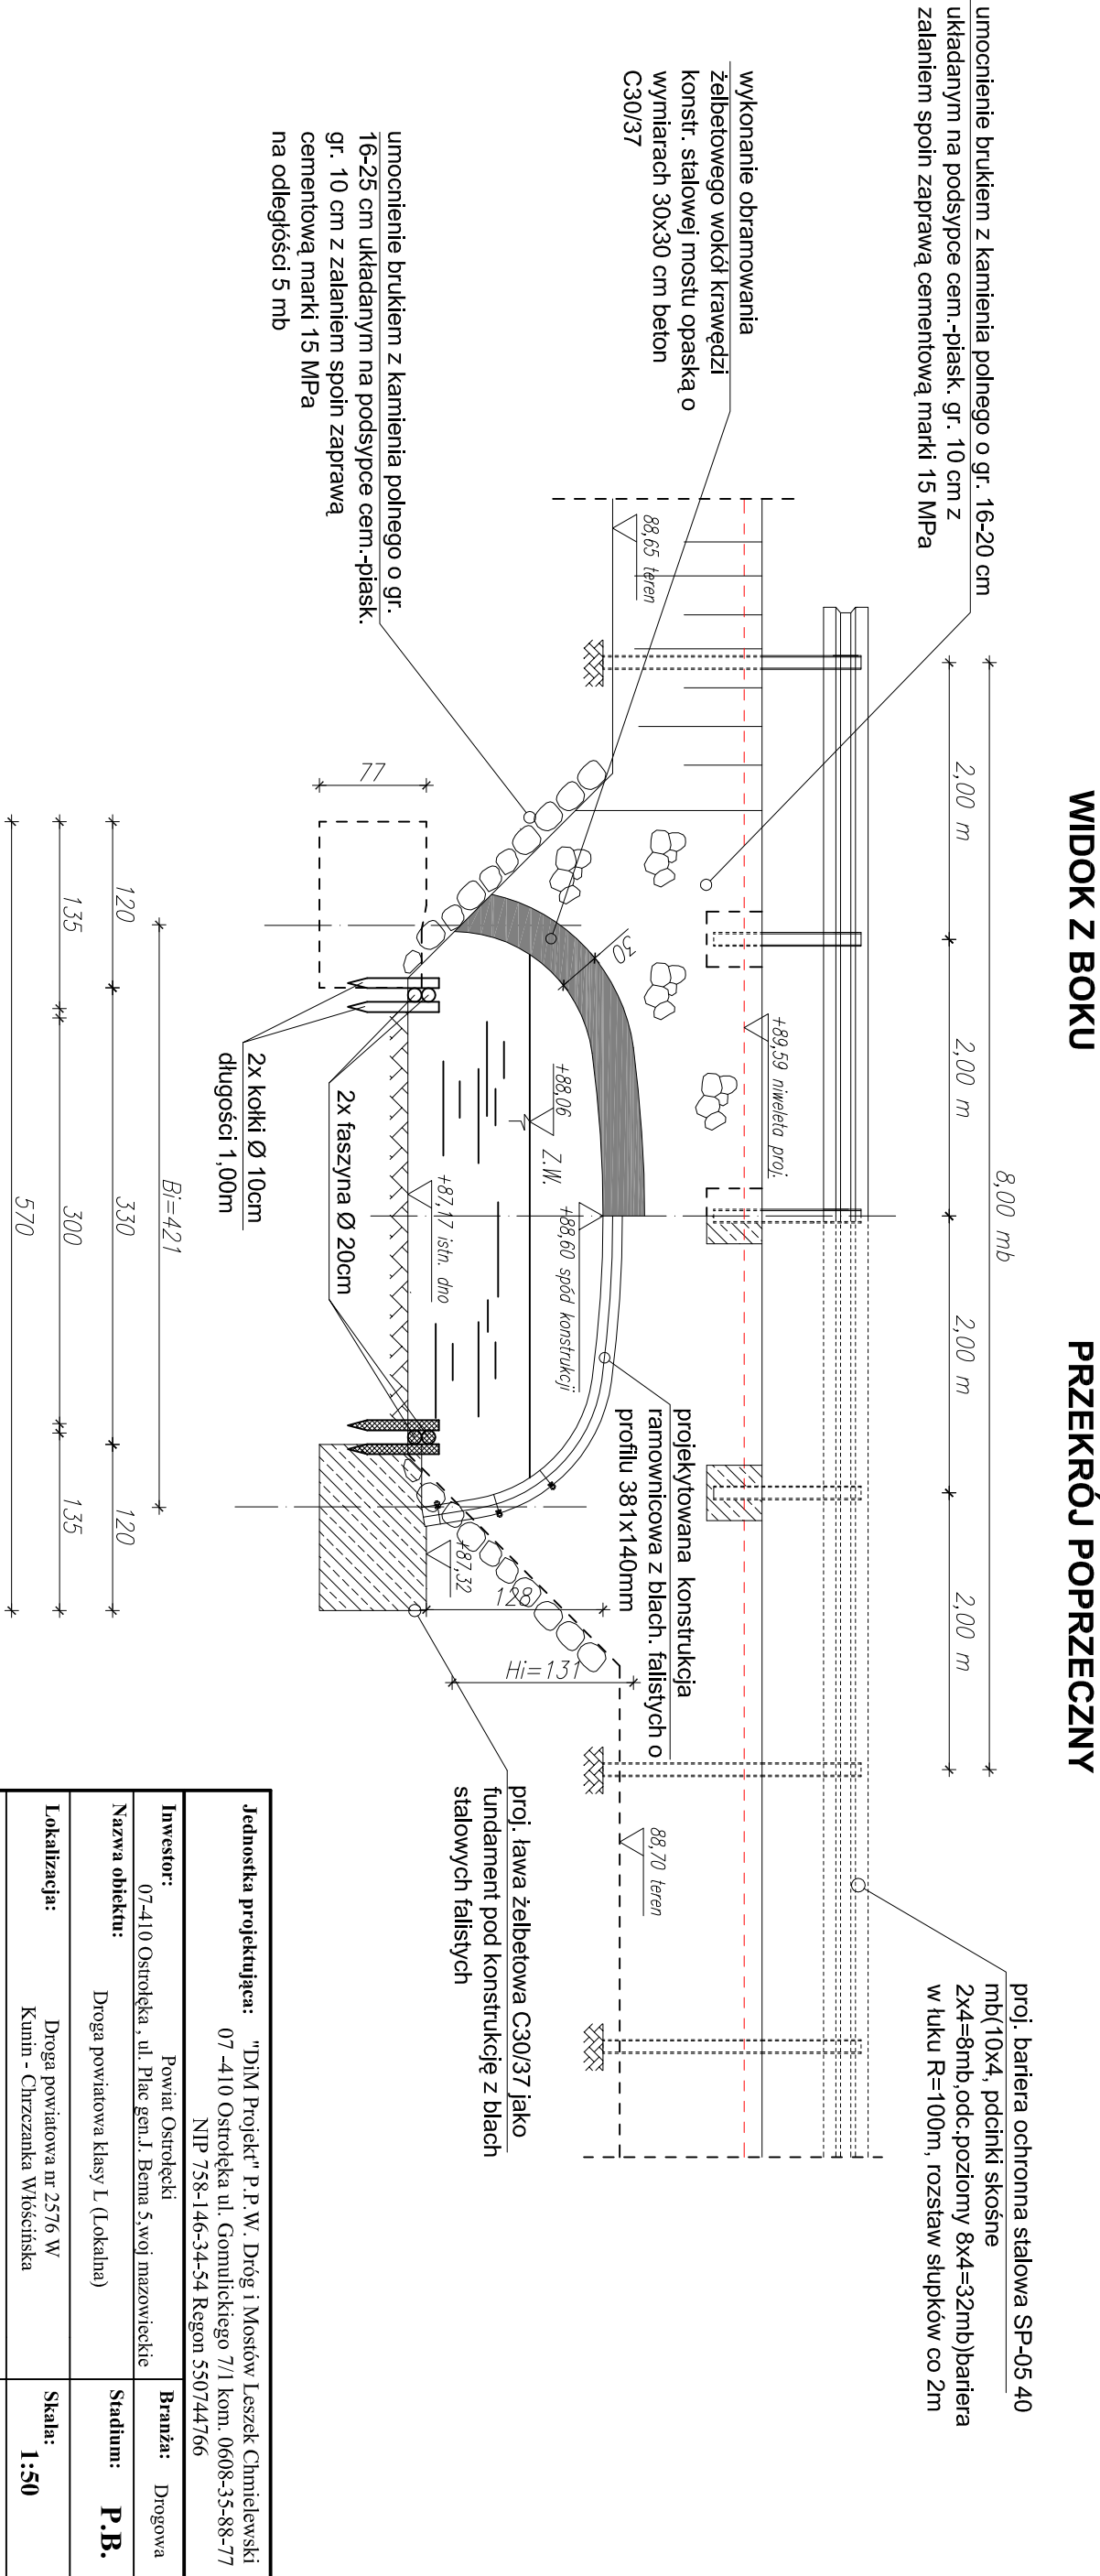 WIDOK Z BOKU
PRZEKRÓJ POPRZECZNY
umocnienie brukiem z kamienia polnego o gr. 16-20 cm
układanym na podsypce cem.-piask. gr. 10 cm z
zalaniem spoin zaprawą cementową marki 15 MPa
wykonanie obramowania
żelbetowego wokół krawędzi
konstr. stalowej mostu opaską o
wymiarach 30x30 cm beton
C30/37
umocnienie brukiem z kamienia polnego o gr.
16-25 cm układanym na podsypce cem.-piask.
gr. 10 cm z zalaniem spoin zaprawą
cementową marki 15 MPa
na odległości 5 mb
8,00 mb
2,00 m
2,00 m
2,00 m
2,00 m
proj. bariera ochronna stalowa SP-05 40
mb(10x4, pdcinki skośne
2x4=8mb,odc.poziomy 8x4=32mb)bariera
w łuku R=100m, rozstaw słupków co 2m
88,65 teren
+89,59 niweleta proj.
30
+88,06
Z.W.
+88,60 spód konstrukcji
+87,17 istn. dno
projekytowana konstrukcja
ramownicowa z blach. falistych o
profilu 381x140mm
88,70 teren
+87,32
128
Hi=131
77
2x faszyna Ø 20cm
2x kołki Ø 10cm
długości 1,00m
proj. ława żelbetowa C30/37 jako
fundament pod konstrukcję z blach
stalowych falistych
Bi=421
120
330
120
135
300
135
570
Jednostka projektująca: "DiM Projekt" P.P.W. Dróg i Mostów Leszek Chmielewski
07 -410 Ostrołęka ul. Gomulickiego 7/1 kom. 0608-35-88-77
NIP 758-146-34-54 Regon 550744766
Inwestor: Powiat Ostrołęcki
07-410 Ostrołęka , ul. Plac gen.J. Bema 5,woj mazowieckie
Branża: Drogowa
Nazwa obiektu: Droga powiatowa klasy L (Lokalna)
Stadium: P.B.
Lokalizacja: Droga powiatowa nr 2576 W
Kunin - Chrzczanka Włościńska
Skala: 1:50